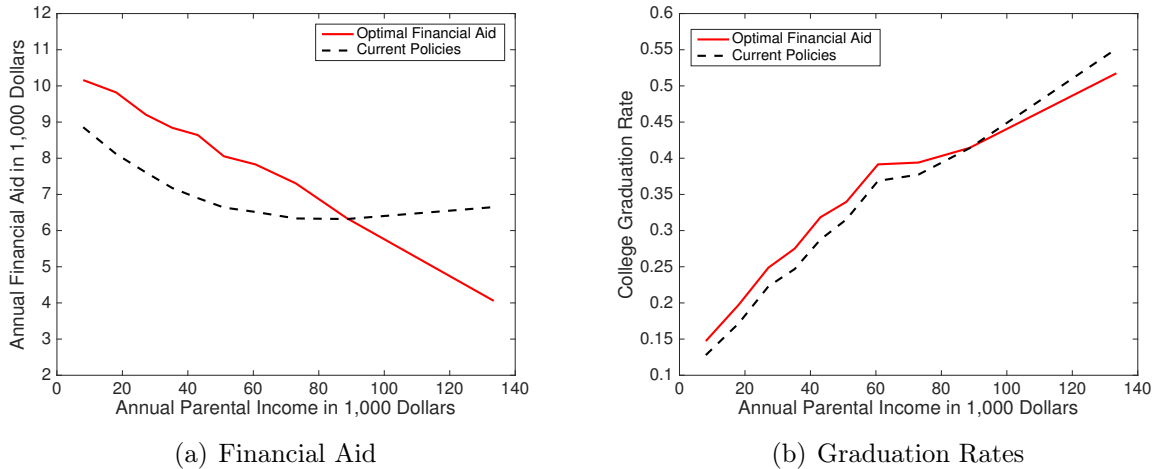 12
11
10
9
8
7
6
5
4
3
2
0 20 40 60 80 100 120 140
Annual Financial Aid in 1,000 Dollars
Annual Parental Income in 1,000 Dollars
Optimal Financial Aid
Current Policies
(a) Financial Aid
0.6
0.55
0.5
0.45
0.4
0.35
0.3
0.25
0.2
0.15
0.1
0 20 40 60 80 100 120 140
College Graduation Rate
Annual Parental Income in 1,000 Dollars
Optimal Financial Aid
Current Policies
(b) Graduation Rates